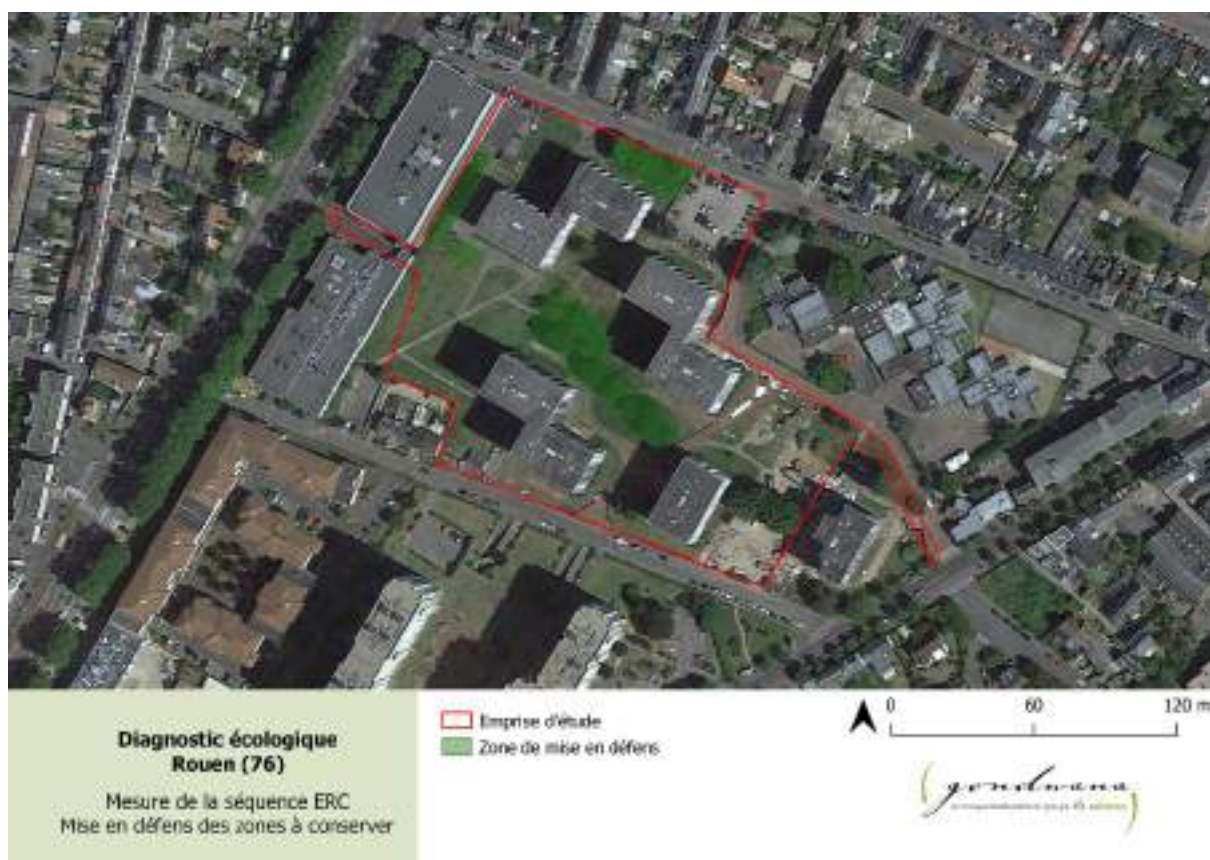 Diagnostic écologique
Rouen (76)
Mesure de la séquence ERC
Mise en défens des zones à conserver
Emprise d'étude
Zone de mise en défens
0 60 120 m
gondwana